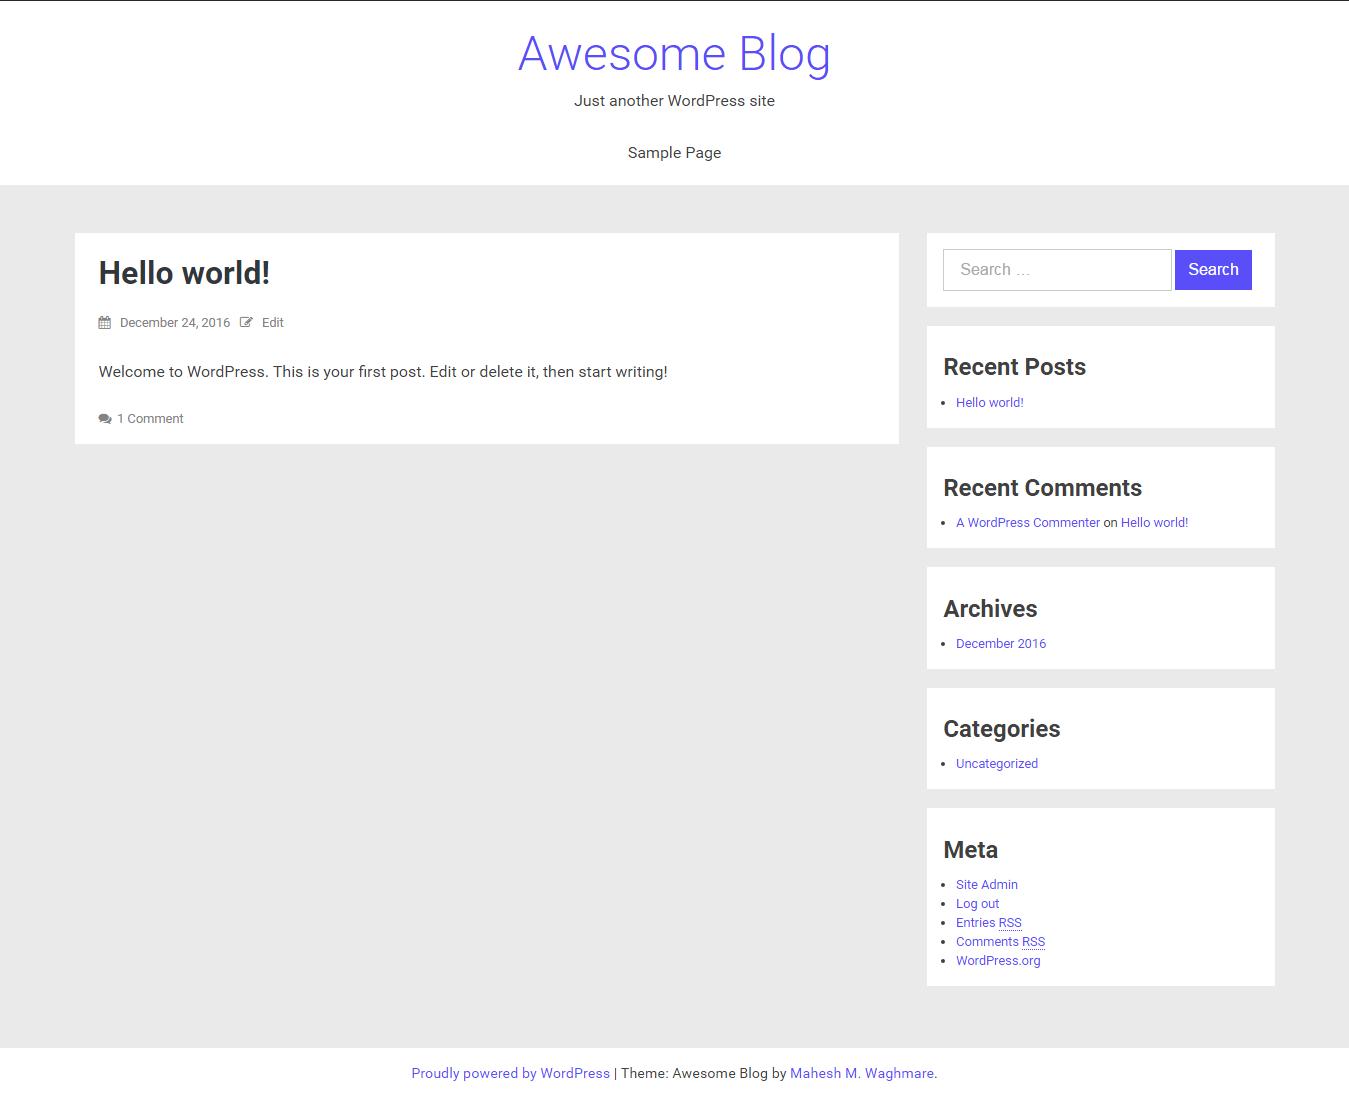 Awesome Blog
Just another WordPress site
Sample Page
Hello world!
December 24, 2016 Edit
Welcome to WordPress. This is your first post. Edit or delete it, then start writing!
1 Comment
Search ... Search
Recent Posts
Hello world!
Recent Comments
A WordPress Commenter on Hello world!
Archives
December 2016
Categories
Uncategorized
Meta
Site Admin
Log out
Entries RSS
Comments RSS
WordPress.org
Proudly powered by WordPress | Theme: Awesome Blog by Mahesh M. Waghmare.